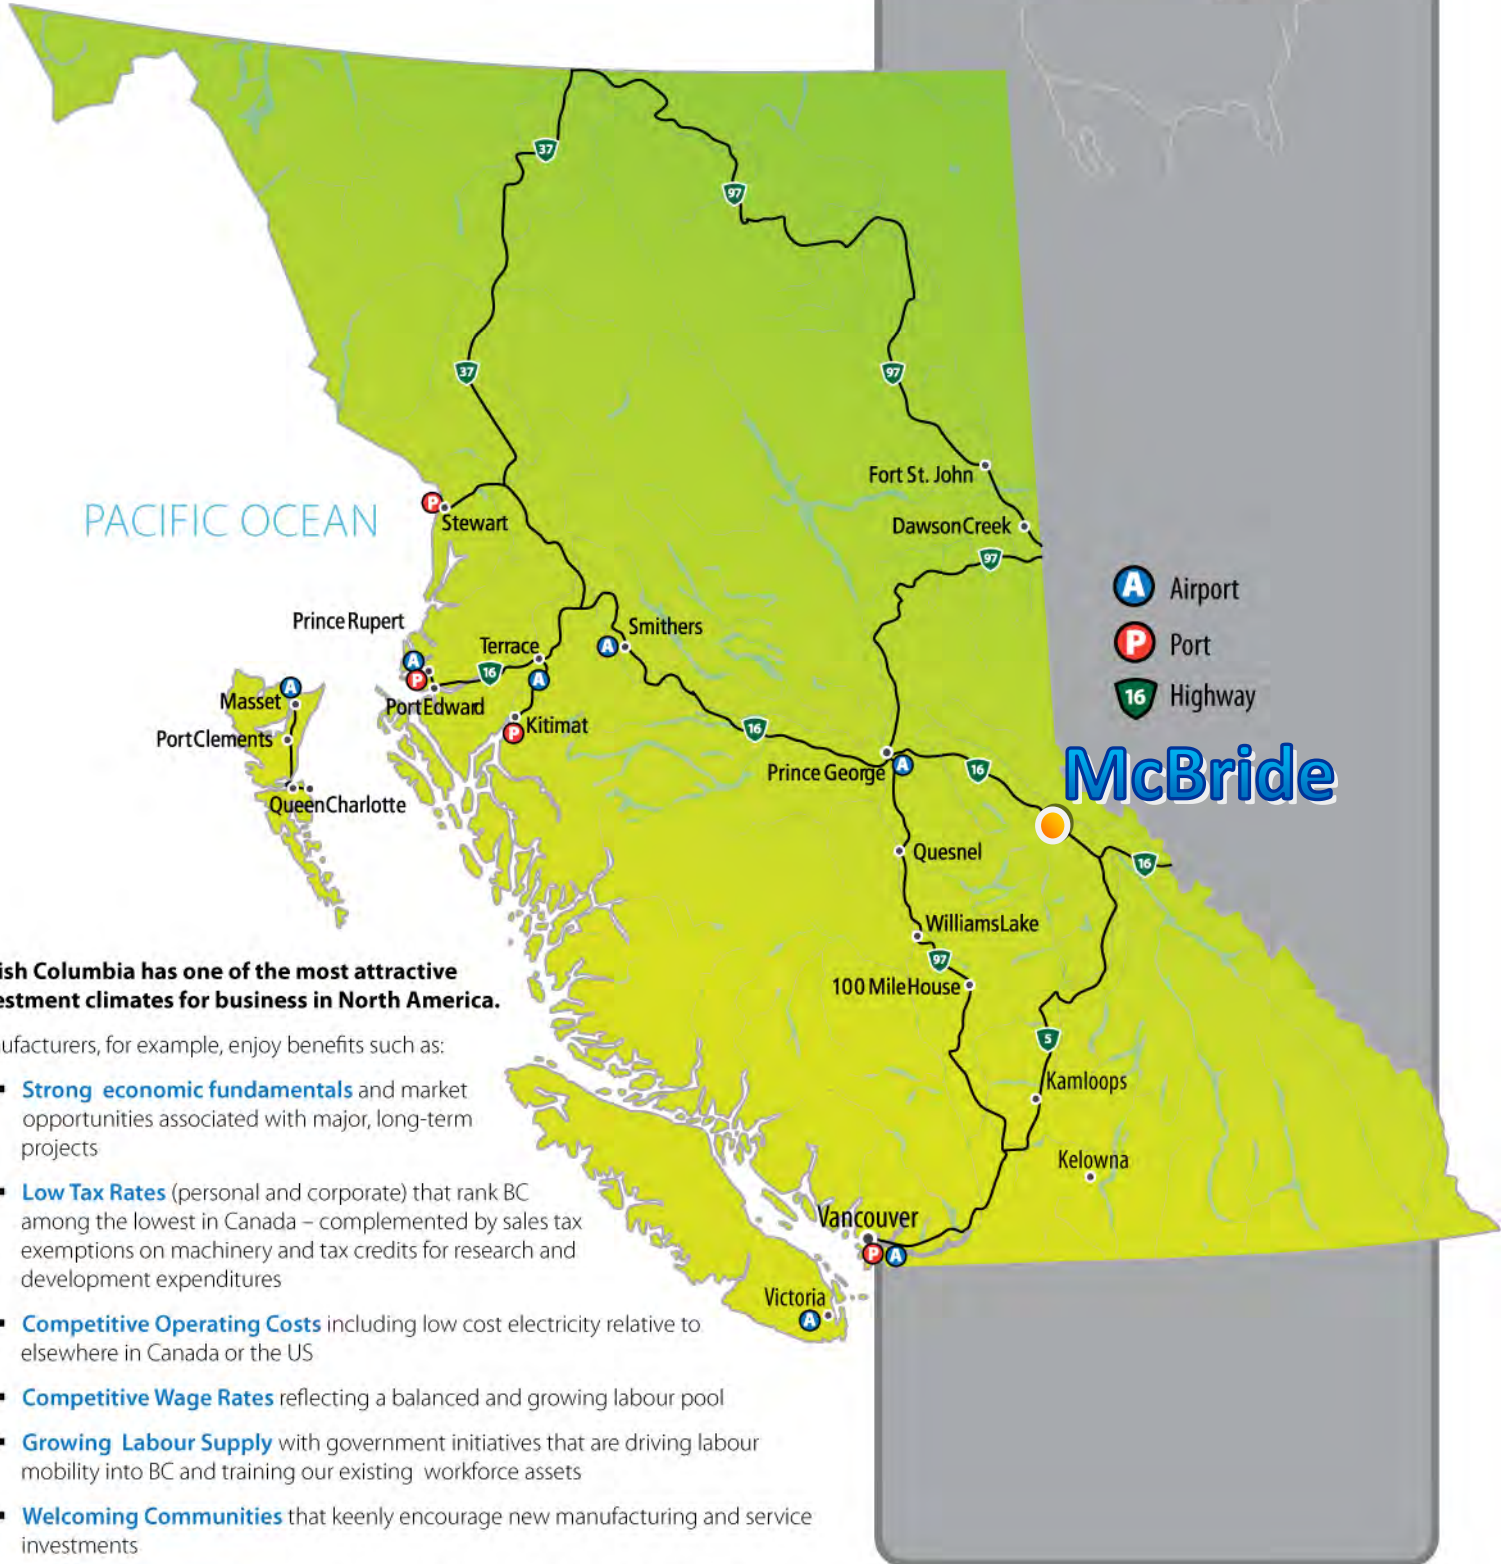 37
97
37
97
Fort St. John
Dawson Creek
97
PACIFIC OCEAN
P
Stewart
A Airport
P Port
16 Highway
Prince Rupert
Smithers
A
Terrace
A
P
16
A
Port Edward
Kitimat
P
A
Masset
Port Clements
Queen Charlotte
16
Prince George
A
16
McBride
16
Quesnel
Williams Lake
97
100 Mile House
5
Kamloops
Kelowna
Vancouver
P A
Victoria
A
ish Columbia has one of the most attractive
estment climates for business in North America.
nufacturers, for example, enjoy benefits such as:
▪ Strong economic fundamentals and market
opportunities associated with major, long-term
projects
▪ Low Tax Rates (personal and corporate) that rank BC
among the lowest in Canada – complemented by sales tax
exemptions on machinery and tax credits for research and
development expenditures
▪ Competitive Operating Costs including low cost electricity relative to
elsewhere in Canada or the US
▪ Competitive Wage Rates reflecting a balanced and growing labour pool
▪ Growing Labour Supply with government initiatives that are driving labour
mobility into BC and training our existing workforce assets
▪ Welcoming Communities that keenly encourage new manufacturing and service
investments